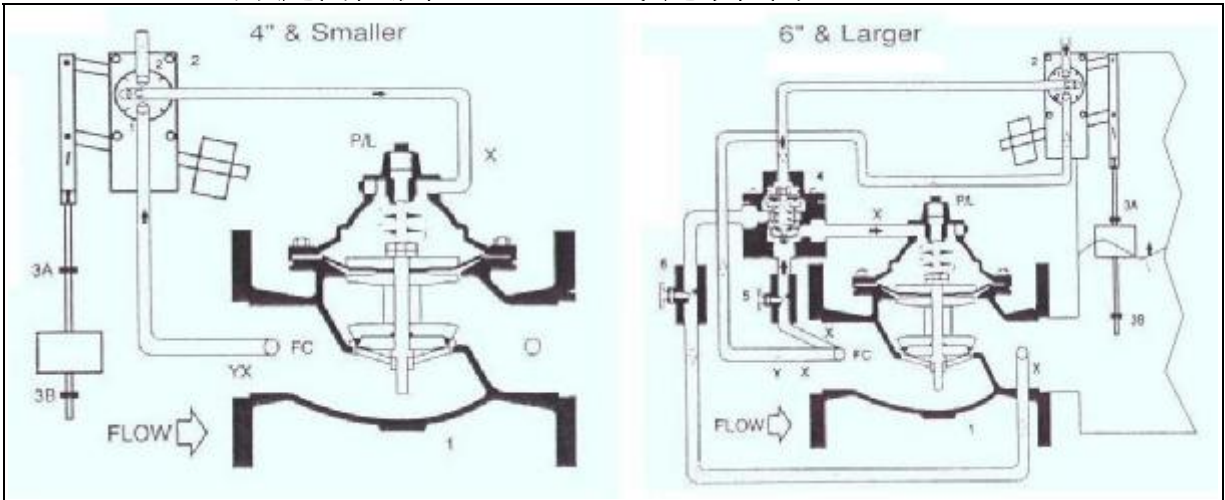 4" & Smaller
2
2
1
P/L
X
3A
3B
FC
YX
FLOW
1
6" & Larger
2
4
P/L
X
3A
3B
6
5
X
FC
Y X
X
FLOW
1